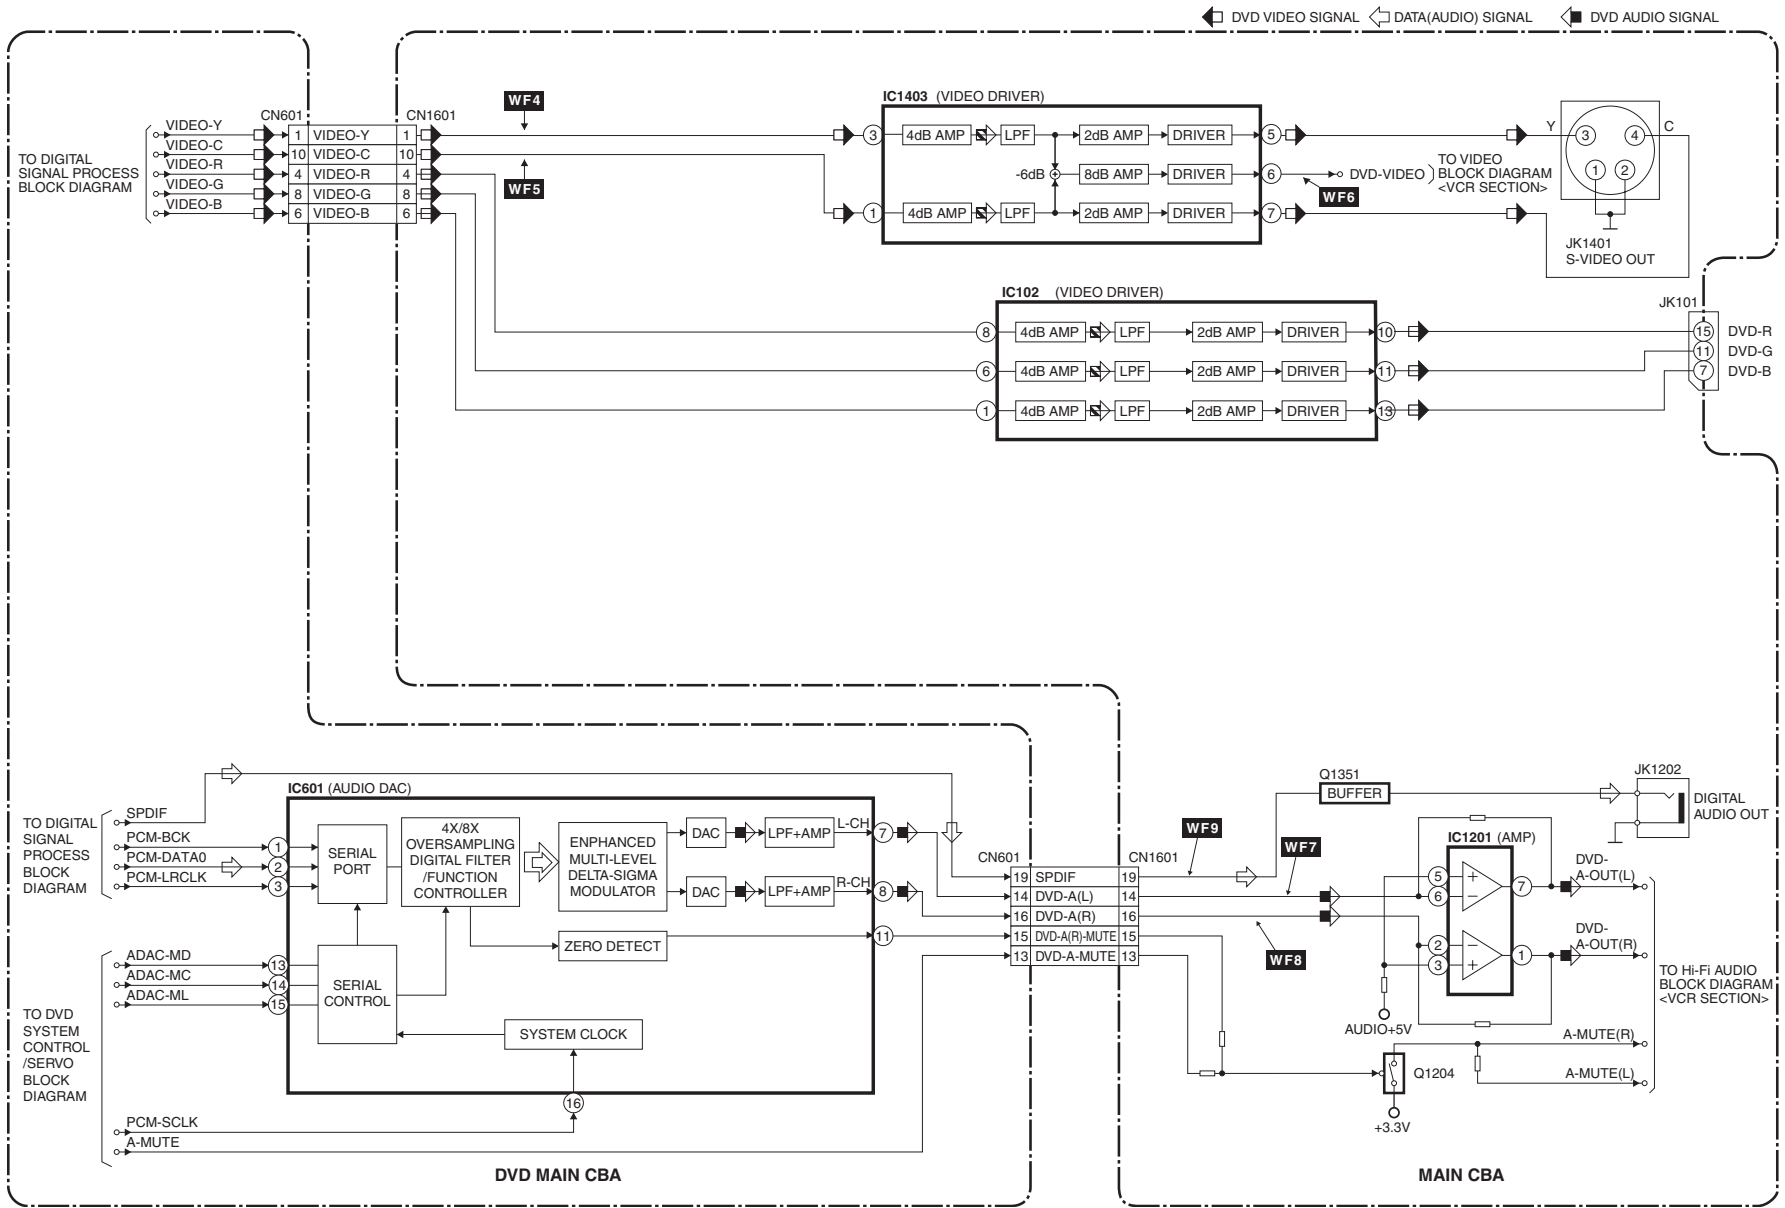 DVD VIDEO SIGNAL
DATA(AUDIO) SIGNAL
DVD AUDIO SIGNAL
TO DIGITAL
SIGNAL PROCESS
BLOCK DIAGRAM
VIDEO-Y
VIDEO-C
VIDEO-R
VIDEO-G
VIDEO-B
CN601
CN1601
1 VIDEO-Y 1
10 VIDEO-C 10
4 VIDEO-R 4
8 VIDEO-G 8
6 VIDEO-B 6
WF4
WF5
IC1403 (VIDEO DRIVER)
3 4dB AMP LPF 2dB AMP DRIVER 5
-6dB + 8dB AMP DRIVER 6
1 4dB AMP LPF 2dB AMP DRIVER 7
DVD-VIDEO
WF6
TO VIDEO
BLOCK DIAGRAM
<VCR SECTION>
Y 3 4 C
1 2
JK1401
S-VIDEO OUT
IC102 (VIDEO DRIVER)
8 4dB AMP LPF 2dB AMP DRIVER 10
6 4dB AMP LPF 2dB AMP DRIVER 11
1 4dB AMP LPF 2dB AMP DRIVER 13
JK101
15 DVD-R
11 DVD-G
7 DVD-B
TO DIGITAL
SIGNAL
PROCESS
BLOCK
DIAGRAM
SPDIF
PCM-BCK
PCM-DATA0
PCM-LRCLK
IC601 (AUDIO DAC)
1
2
3
SERIAL
PORT
4X/8X
OVERSAMPLING
DIGITAL FILTER
/FUNCTION
CONTROLLER
ENPHANCED
MULTI-LEVEL
DELTA-SIGMA
MODULATOR
DAC LPF+AMP L-CH 7
DAC LPF+AMP R-CH 8
ZERO DETECT 11
TO DVD
SYSTEM
CONTROL
/SERVO
BLOCK
DIAGRAM
ADAC-MD 13
ADAC-MC 14
ADAC-ML 15
SERIAL
CONTROL
SYSTEM CLOCK
16
PCM-SCLK
A-MUTE
DVD MAIN CBA
CN601
CN1601
19 SPDIF 19
14 DVD-A(L) 14
16 DVD-A(R) 16
15 DVD-A(R)-MUTE 15
13 DVD-A-MUTE 13
WF9
WF7
WF8
Q1351
BUFFER
JK1202
DIGITAL
AUDIO OUT
IC1201 (AMP)
5 +
6 −
7
2 −
3 +
1
AUDIO+5V
DVD-
A-OUT(L)
DVD-
A-OUT(R)
TO Hi-Fi AUDIO
BLOCK DIAGRAM
<VCR SECTION>
A-MUTE(R)
A-MUTE(L)
Q1204
+3.3V
MAIN CBA